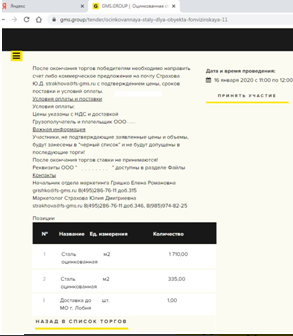 Яндекс
GMS.GROUP | Оцинкованная ст
gms.group/tender/ocinkovannaya-staly-dlya-obyekta-fonvizinskaya-11
После окончания торгов победителям необходимо направить
счет либо коммерческое предложение на почту Страхово
Ю.Д. strakhova@fs-gms.ru с подтверждением цены, сроков
поставки и условий оплаты.
Условия оплаты и поставки
Условия оплаты:
Цены указаны с НДС и доставкой
Грузополучатель и плательщик ООО
Важная информация
Участники, не подтверждающие заявленные цены и объемы,
будут занесены в "черный список" и не будут допущены в
последующие торги!
После окончания торгов ставки не принимаются!
Реквизиты ООО " " доступны в разделе Файлы
Контакты
Начальник отдела маркетинга Гришко Елена Романовна
grishko@fs-gms.ru 8(495)286-76-11 доб.315
Маркетолог Страхова Юлия Дмитриевна
strakhova@fs-gms.ru 8(495)286-76-11 доб.346, 8(985)974-82-25
Дата и время проведения:
16 января 2020 с 11:00 по 12:00
ПРИНЯТЬ УЧАСТИЕ
Позиции
№ Название Ед. измерения Количество
1 Сталь оцинкованная м2 1 710,00
2 Сталь оцинкованная м2 335,00
3 Доставка до МО г. Лобня шт. 1,00
НАЗАД В СПИСОК ТОРГОВ